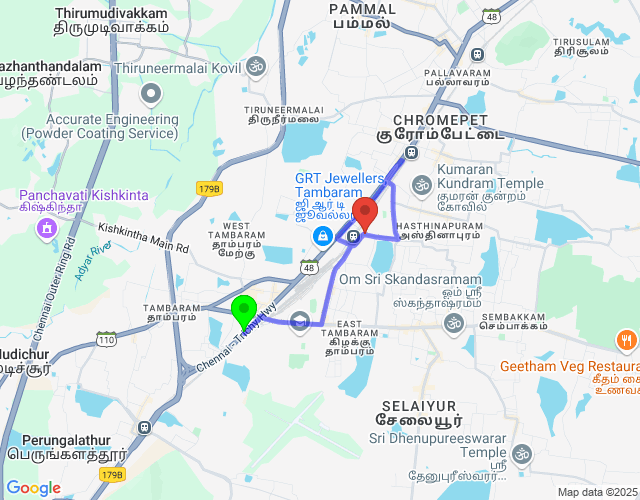 Thirumudivakkam
திருமுடிவாக்கம்
PAMMAL
பம்மல்
48
TIRUSULAM
திரிசூலம்
azhanthandalam
ழந்தண்டலம்
Thiruneermalai Kovil
PALLAVARAM
பல்லாவரம்
TIRUNEERMALAI
திருநீர்மலை
Accurate Engineering
(Powder Coating Service)
CHROMEPET
குரோம்பேட்டை
GRT Jewellers
Tambaram
ஜி ஆர் டி
ஜூவல்ல
Kumaran
Kundram Temple
குமரன் குன்றம்
கோவில்
179B
Panchavati Kishkinta
கிஷ்கிந்தா
Kishkintha Main Rd
Adyar River
WEST
TAMBARAM
தாம்பரம்
மேற்கு
HASTHINAPURAM
அஸ்தினாபுரம்
48
Om Sri Skandasramam
ஓம் ஸ்ரீ
ஸ்கந்தாஷ்ரமம்
Chennai Outer Ring Rd
TAMBARAM
தாம்பரம்
Chennai - Trichy Hwy
EAST
TAMBARAM
கிழக்கு
தாம்பரம்
SEMBAKKAM
செம்பாக்கம்
110
Mudichur
டிச்சூர்
Geetham Veg Restaura
கீதம் சை
உணவக
SELAIYUR
சேலையூர்
Perungalathur
பெருங்களத்தூர்
Sri Dhenupureeswarar
Temple
ஸ்ரீ
தேனுபுரீஸ்வரர்...
179B
Google
Map data ©2025